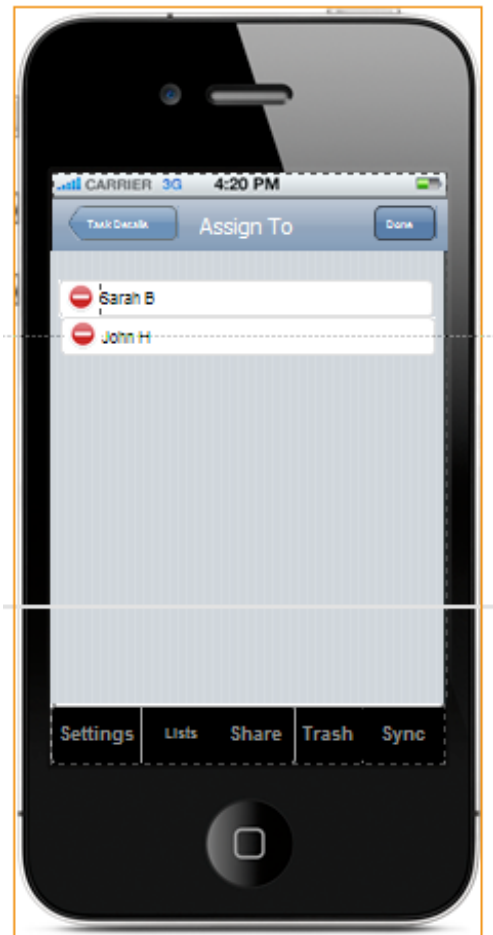 CARRIER 3G 4:20 PM
Task Details Assign To Done
Sarah B
John H
Settings Lists Share Trash Sync